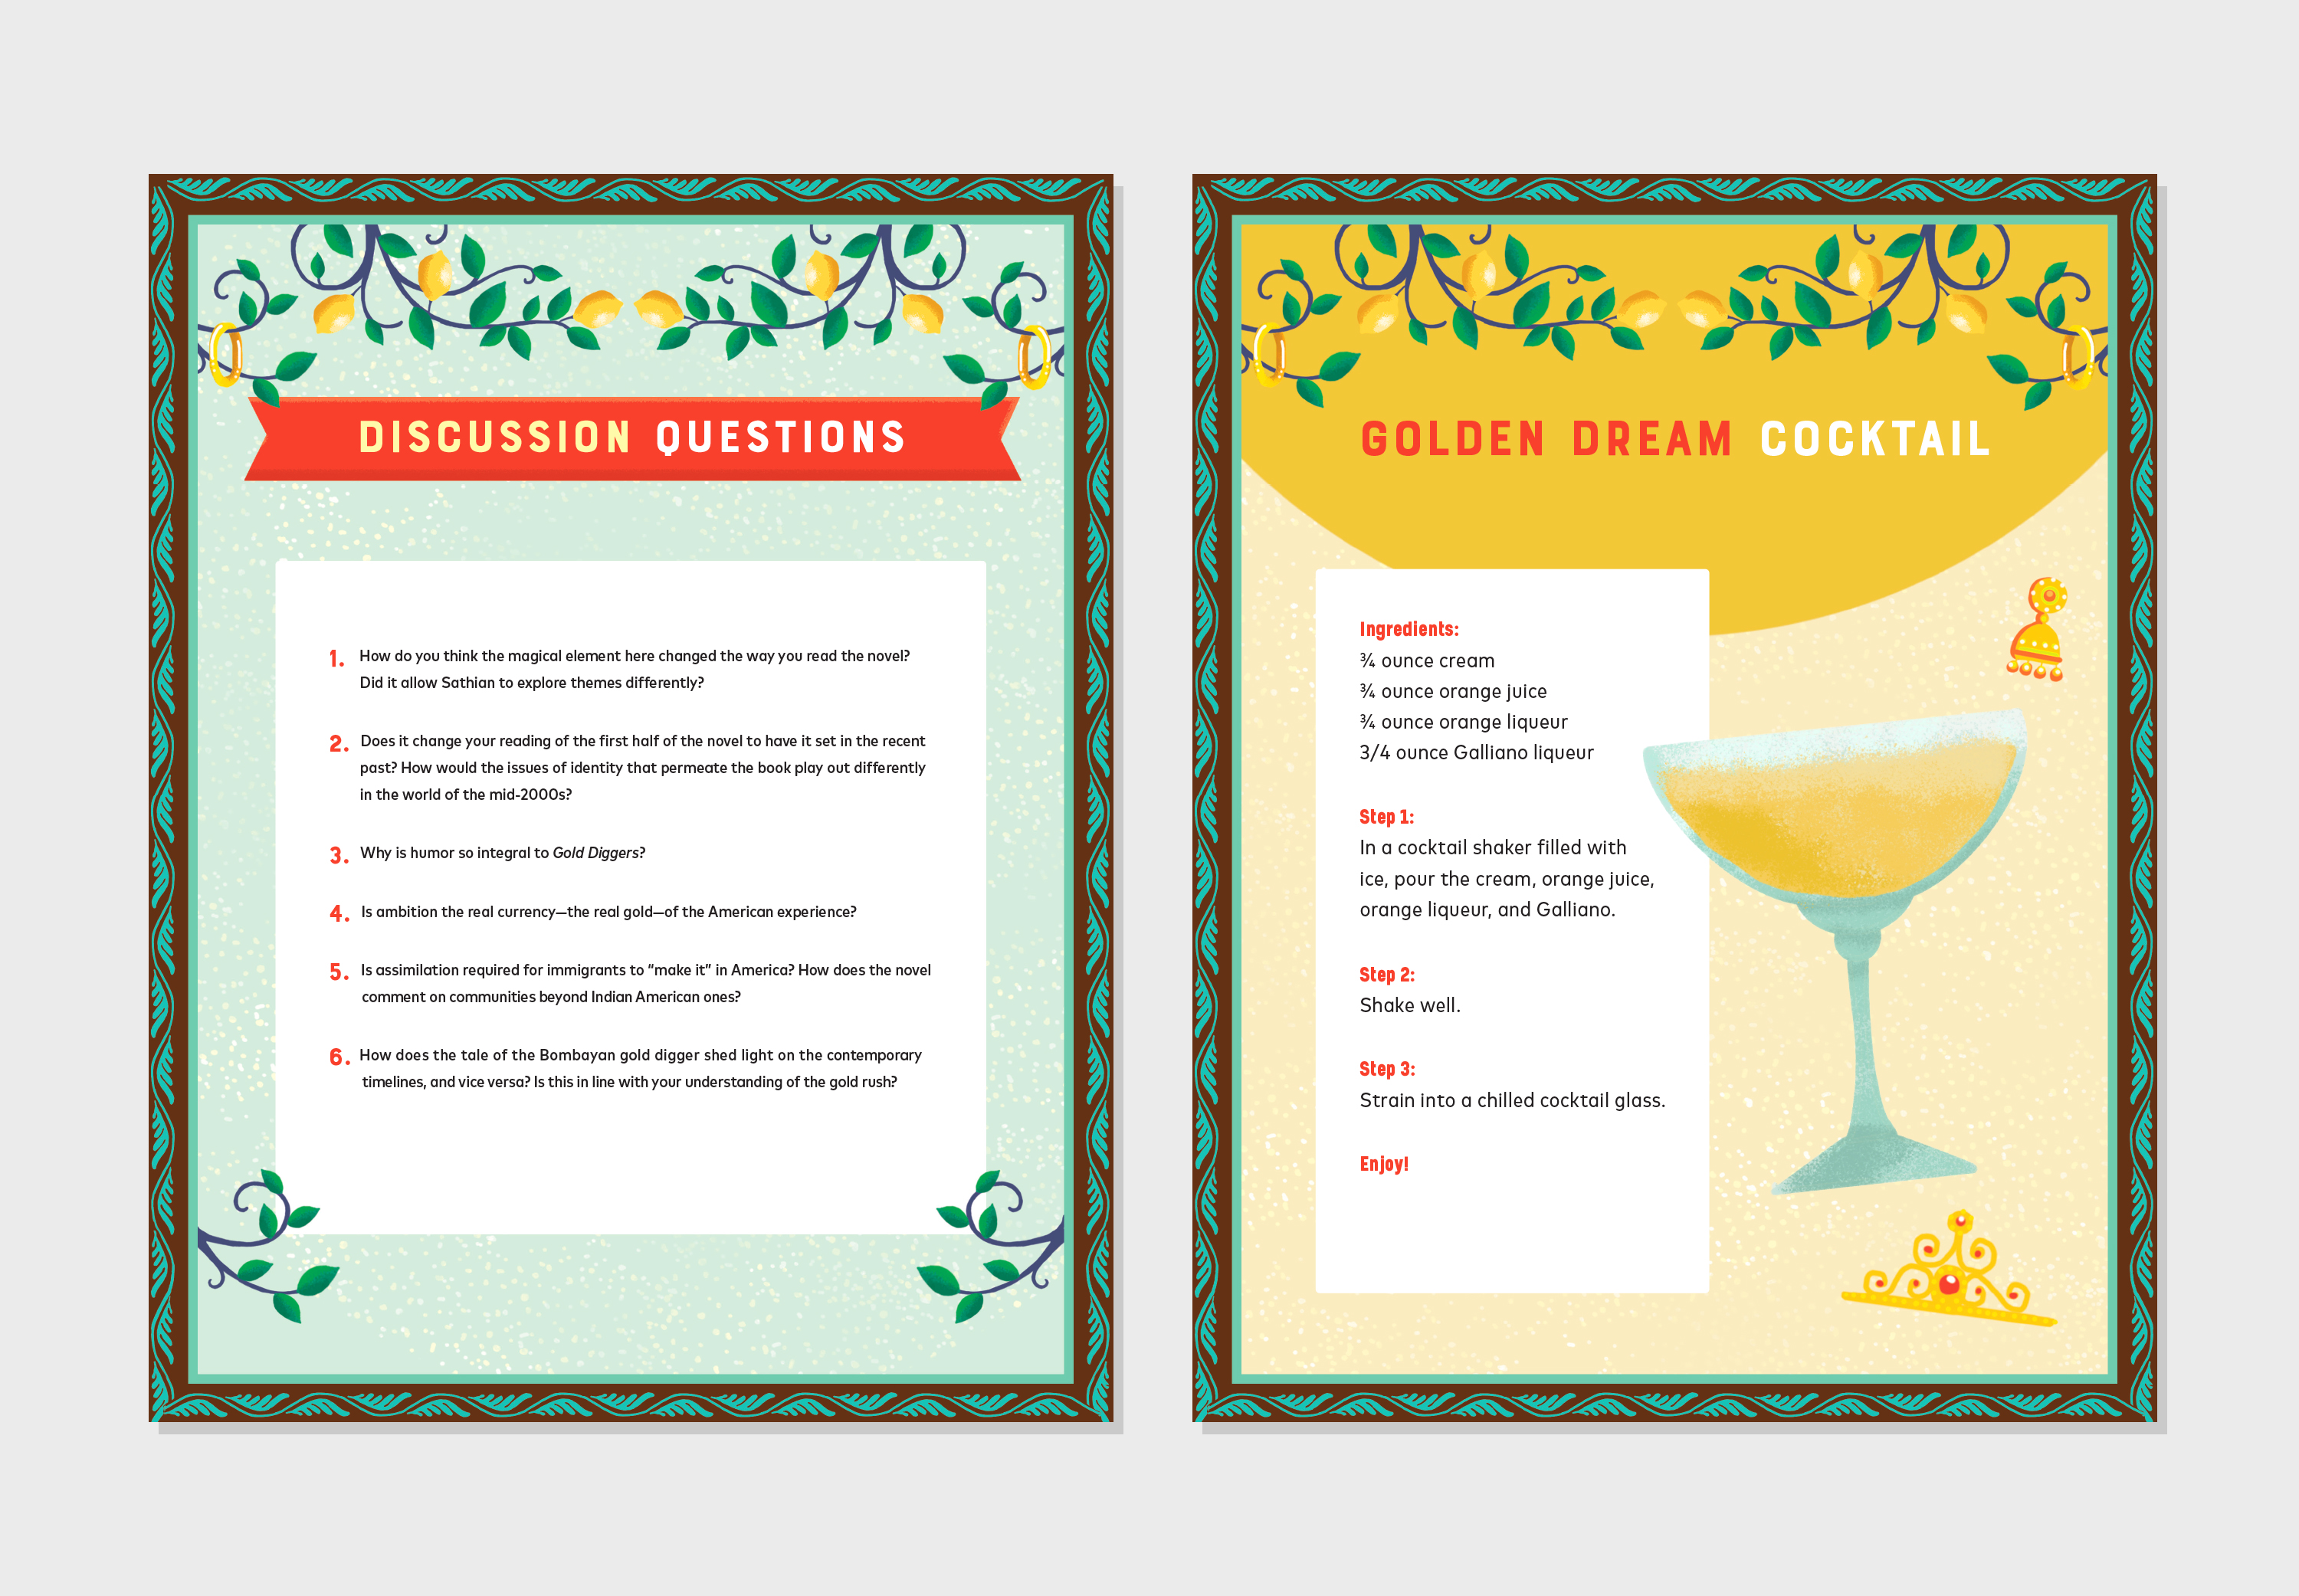 DISCUSSION QUESTIONS
1. How do you think the magical element here changed the way you read the novel?
Did it allow Sathian to explore themes differently?
2. Does it change your reading of the first half of the novel to have it set in the recent
past? How would the issues of identity that permeate the book play out differently
in the world of the mid-2000s?
3. Why is humor so integral to Gold Diggers?
4. Is ambition the real currency—the real gold—of the American experience?
5. Is assimilation required for immigrants to “make it” in America? How does the novel
comment on communities beyond Indian American ones?
6. How does the tale of the Bombayan gold digger shed light on the contemporary
timelines, and vice versa? Is this in line with your understanding of the gold rush?
GOLDEN DREAM COCKTAIL
Ingredients:
¾ ounce cream
¾ ounce orange juice
¾ ounce orange liqueur
3/4 ounce Galliano liqueur
Step 1:
In a cocktail shaker filled with
ice, pour the cream, orange juice,
orange liqueur, and Galliano.
Step 2:
Shake well.
Step 3:
Strain into a chilled cocktail glass.
Enjoy!